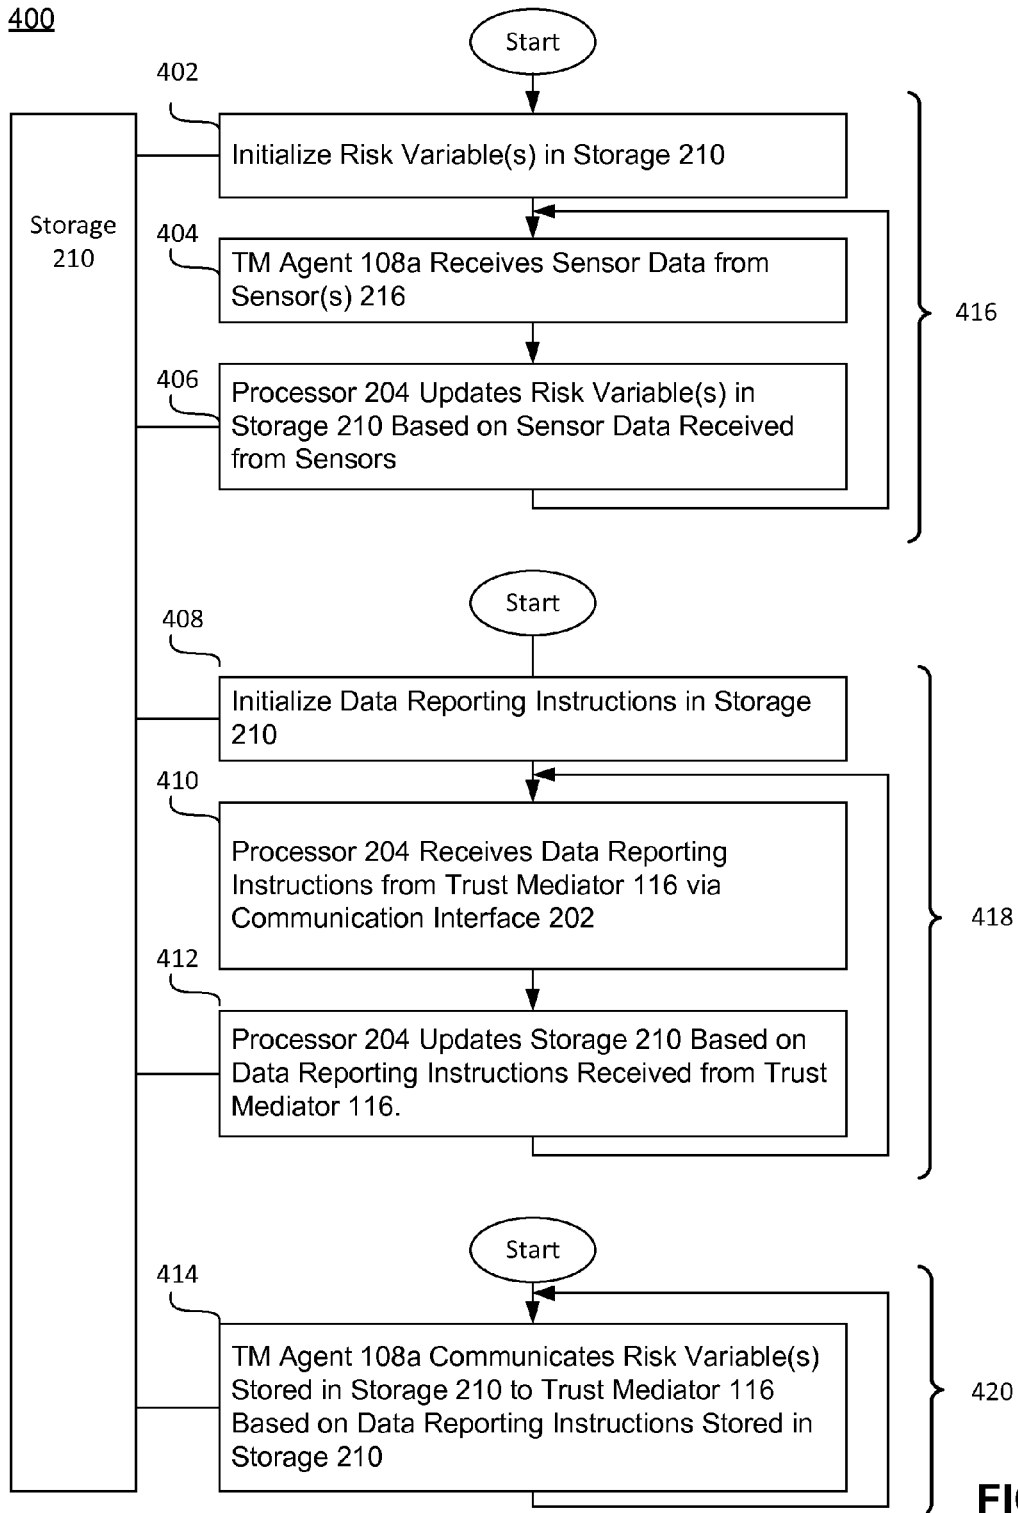 400
Start
402
Initialize Risk Variable(s) in Storage 210
Storage
210
404
TM Agent 108a Receives Sensor Data from
Sensor(s) 216
416
406
Processor 204 Updates Risk Variable(s) in
Storage 210 Based on Sensor Data Received
from Sensors
Start
408
Initialize Data Reporting Instructions in Storage
210
410
Processor 204 Receives Data Reporting
Instructions from Trust Mediator 116 via
Communication Interface 202
418
412
Processor 204 Updates Storage 210 Based on
Data Reporting Instructions Received from Trust
Mediator 116.
Start
414
TM Agent 108a Communicates Risk Variable(s)
Stored in Storage 210 to Trust Mediator 116
Based on Data Reporting Instructions Stored in
Storage 210
420